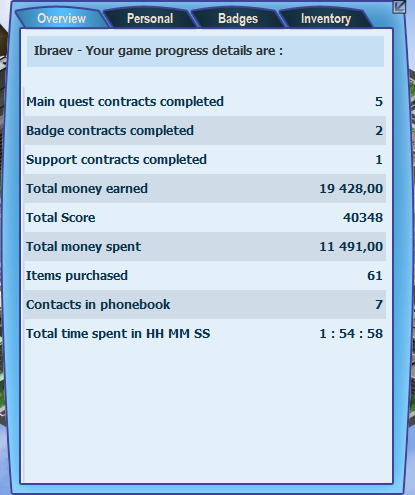 Overview Personal Badges Inventory
Ibraev - Your game progress details are :
Main quest contracts completed 5
Badge contracts completed 2
Support contracts completed 1
Total money earned 19 428,00
Total Score 40348
Total money spent 11 491,00
Items purchased 61
Contacts in phonebook 7
Total time spent in HH MM SS 1 : 54 : 58